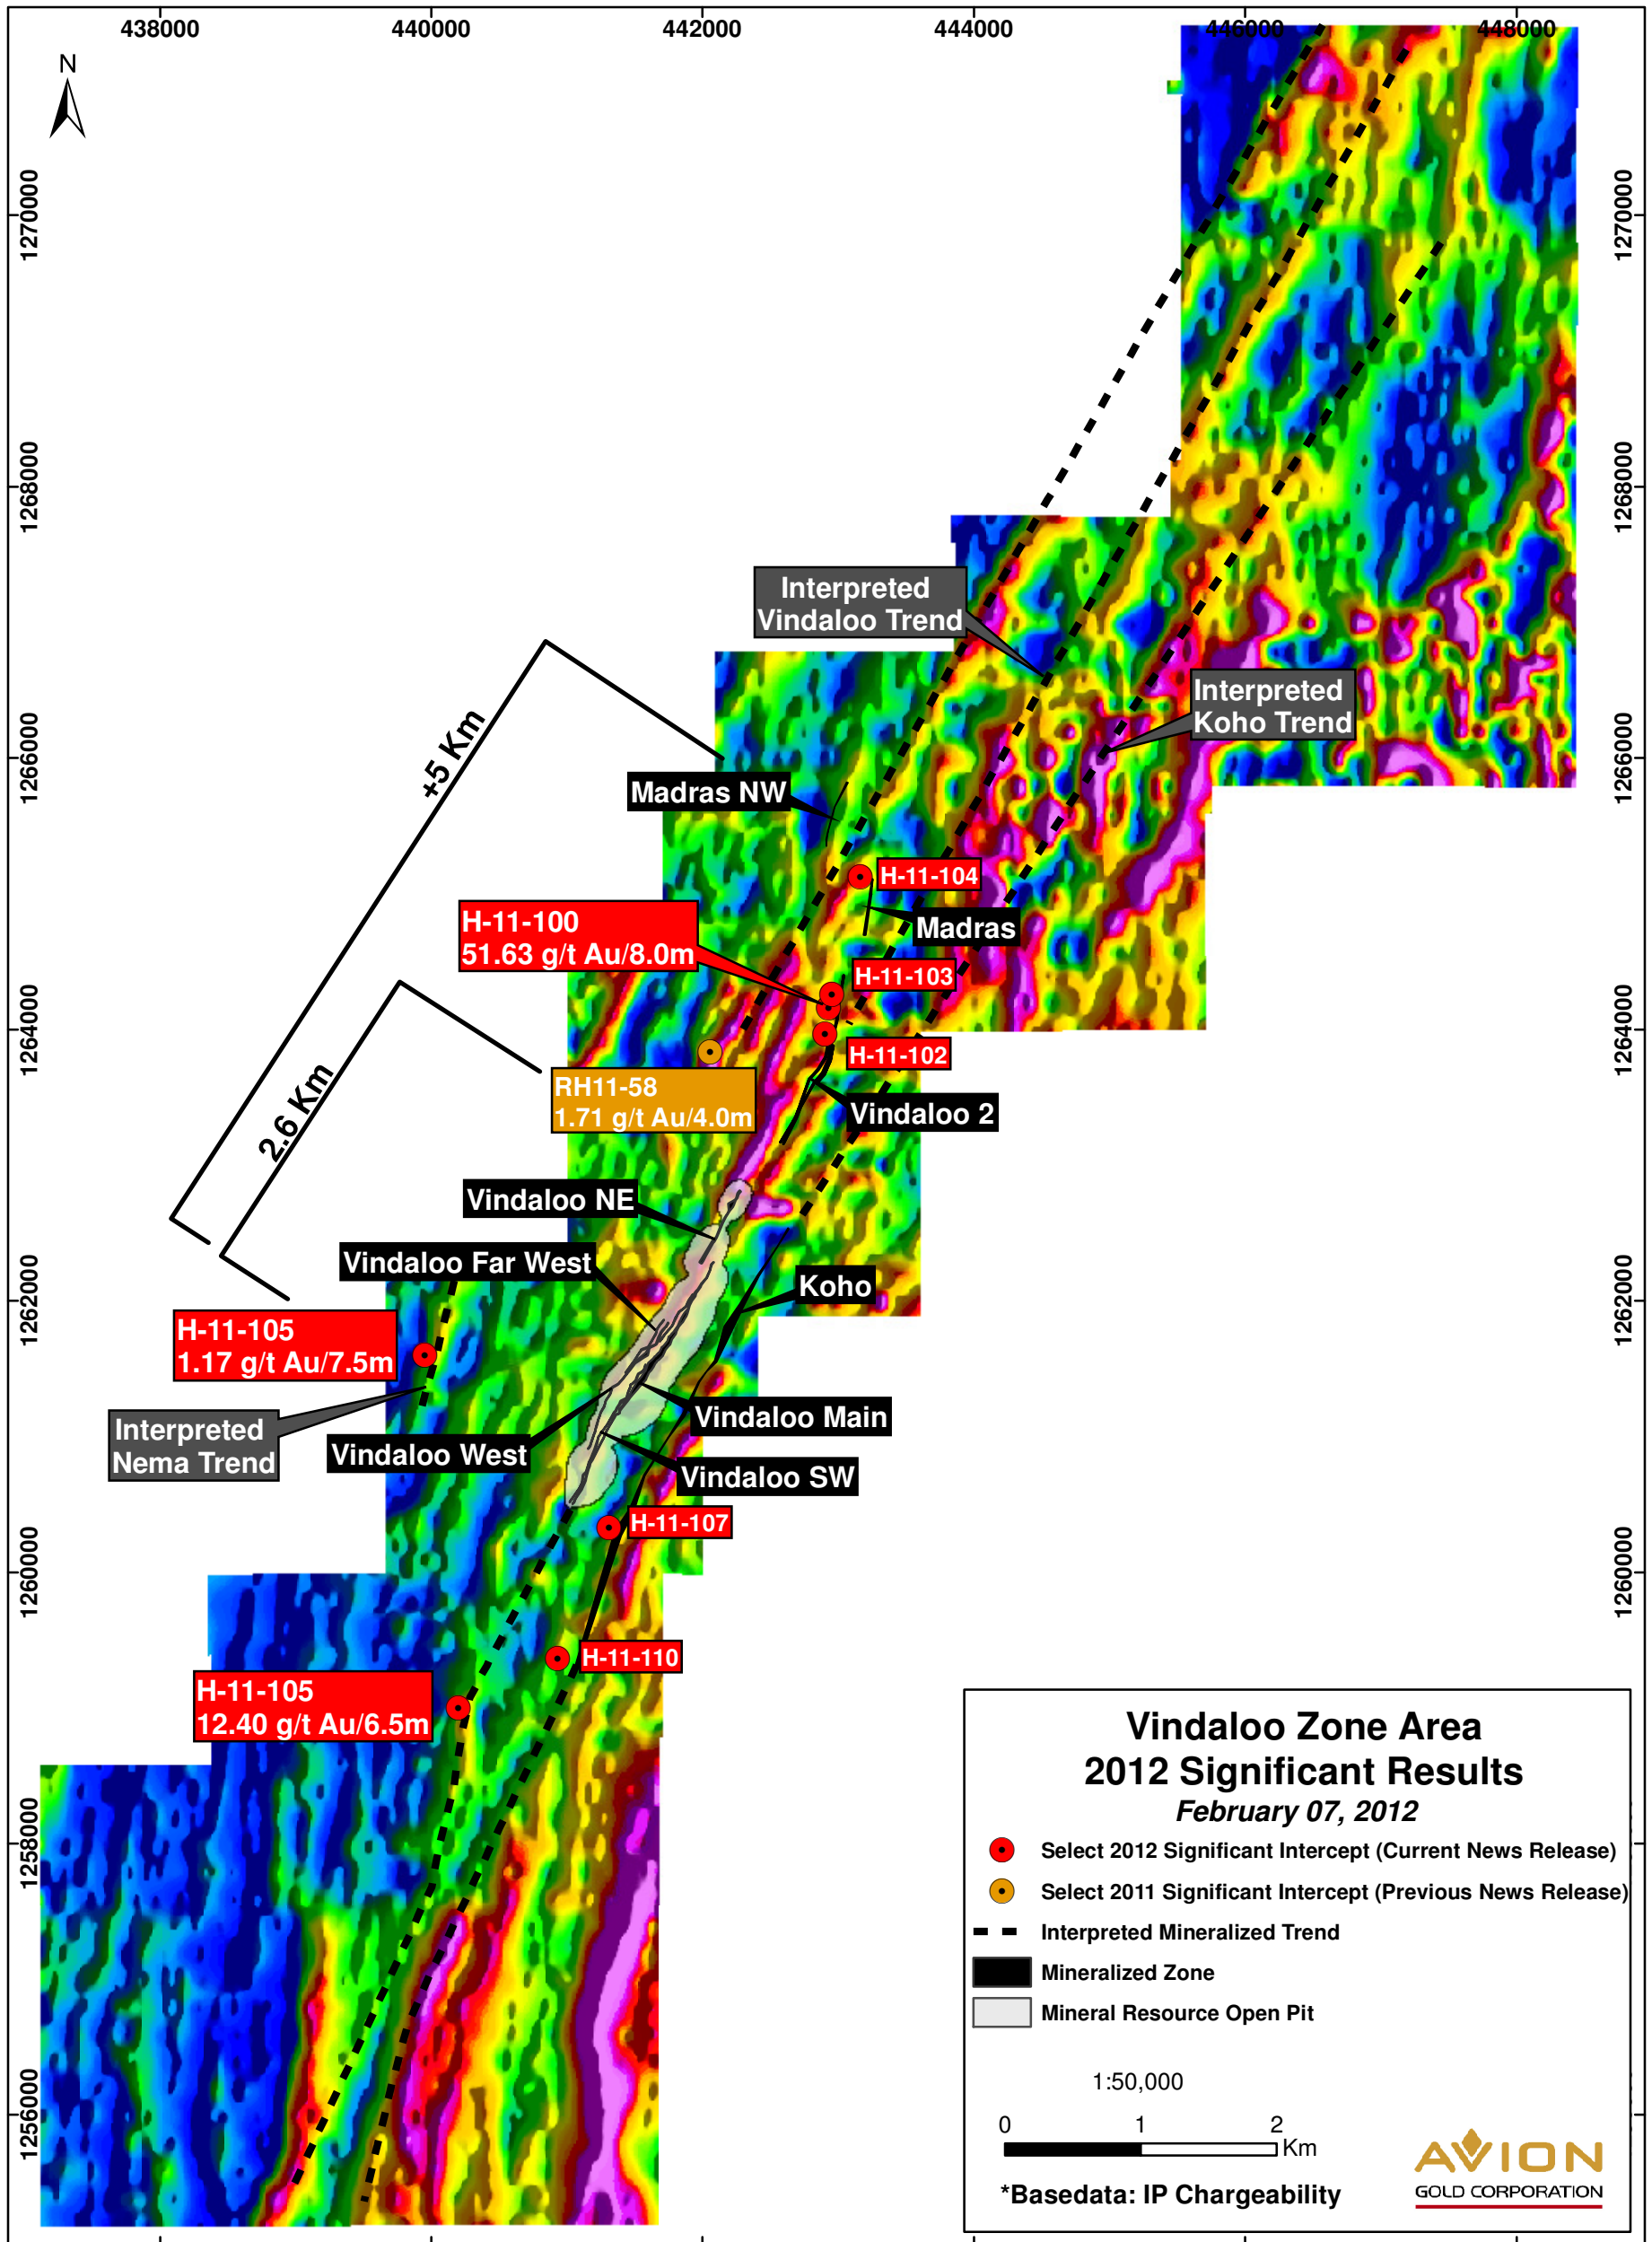 438000
440000
442000
444000
446000
448000
N
1270000
1270000
1268000
1268000
Interpreted
Vindaloo Trend
Interpreted
Koho Trend
1266000
1266000
+5 Km
Madras NW
H-11-104
H-11-100
51.63 g/t Au/8.0m
Madras
H-11-103
1264000
1264000
H-11-102
2.6 Km
RH11-58
1.71 g/t Au/4.0m
Vindaloo 2
Vindaloo NE
Vindaloo Far West
Koho
1262000
1262000
H-11-105
1.17 g/t Au/7.5m
Interpreted
Nema Trend
Vindaloo Main
Vindaloo West
Vindaloo SW
H-11-107
1260000
1260000
H-11-110
H-11-105
12.40 g/t Au/6.5m
1258000
1256000
Vindaloo Zone Area
2012 Significant Results
February 07, 2012
Select 2012 Significant Intercept (Current News Release)
Select 2011 Significant Intercept (Previous News Release)
Interpreted Mineralized Trend
Mineralized Zone
Mineral Resource Open Pit
1:50,000
0 1 2
Km
*Basedata: IP Chargeability
AVION
GOLD CORPORATION